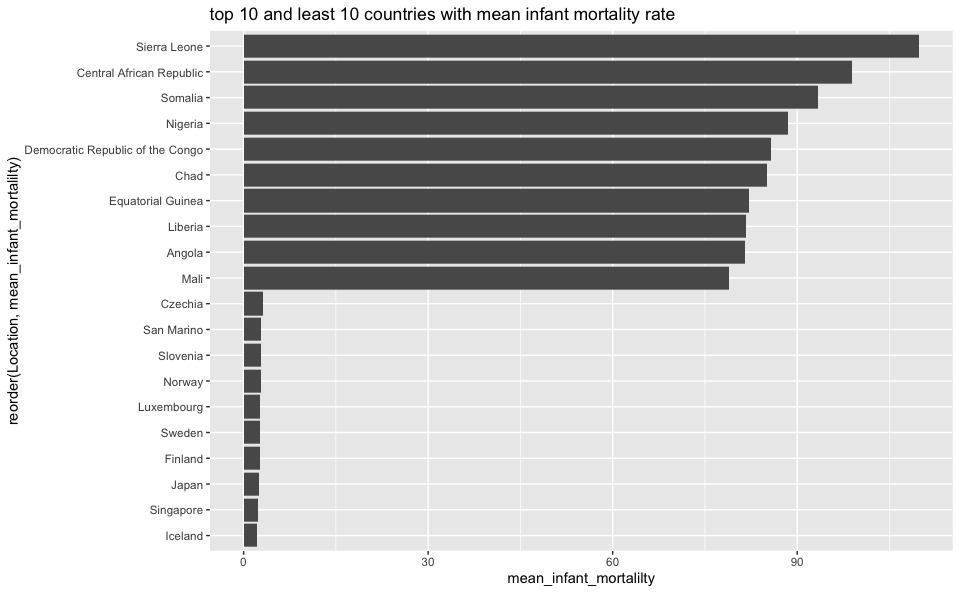 top 10 and least 10 countries with mean infant mortality rate
reorder(Location, mean_infant_mortalilty)
Sierra Leone
Central African Republic
Somalia
Nigeria
Democratic Republic of the Congo
Chad
Equatorial Guinea
Liberia
Angola
Mali
Czechia
San Marino
Slovenia
Norway
Luxembourg
Sweden
Finland
Japan
Singapore
Iceland
0 30 60 90
mean_infant_mortalilty